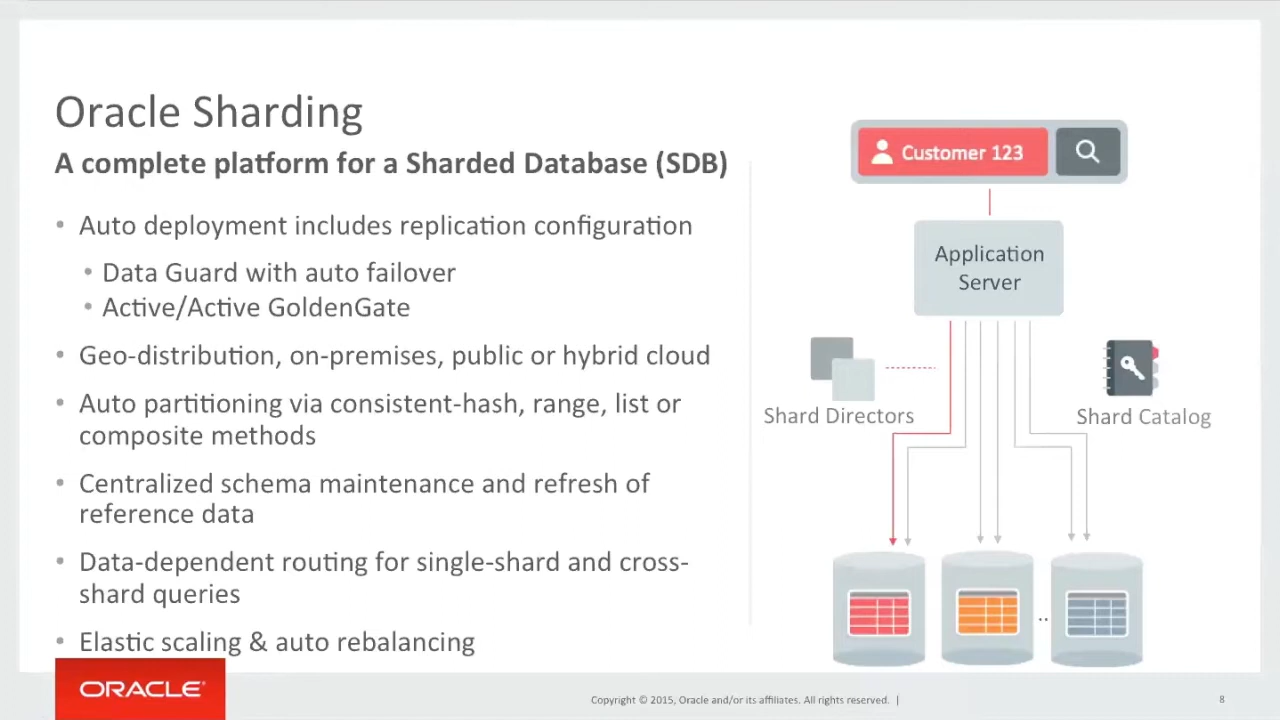 Oracle Sharding
A complete platform for a Sharded Database (SDB)
• Auto deployment includes replication configuration
• Data Guard with auto failover
• Active/Active GoldenGate
• Geo-distribution, on-premises, public or hybrid cloud
• Auto partitioning via consistent-hash, range, list or
composite methods
• Centralized schema maintenance and refresh of
reference data
• Data-dependent routing for single-shard and cross-
shard queries
• Elastic scaling & auto rebalancing
Customer 123
Application
Server
Shard Directors
Shard Catalog
..
ORACLE®
Copyright © 2015, Oracle and/or its affiliates. All rights reserved. |
8